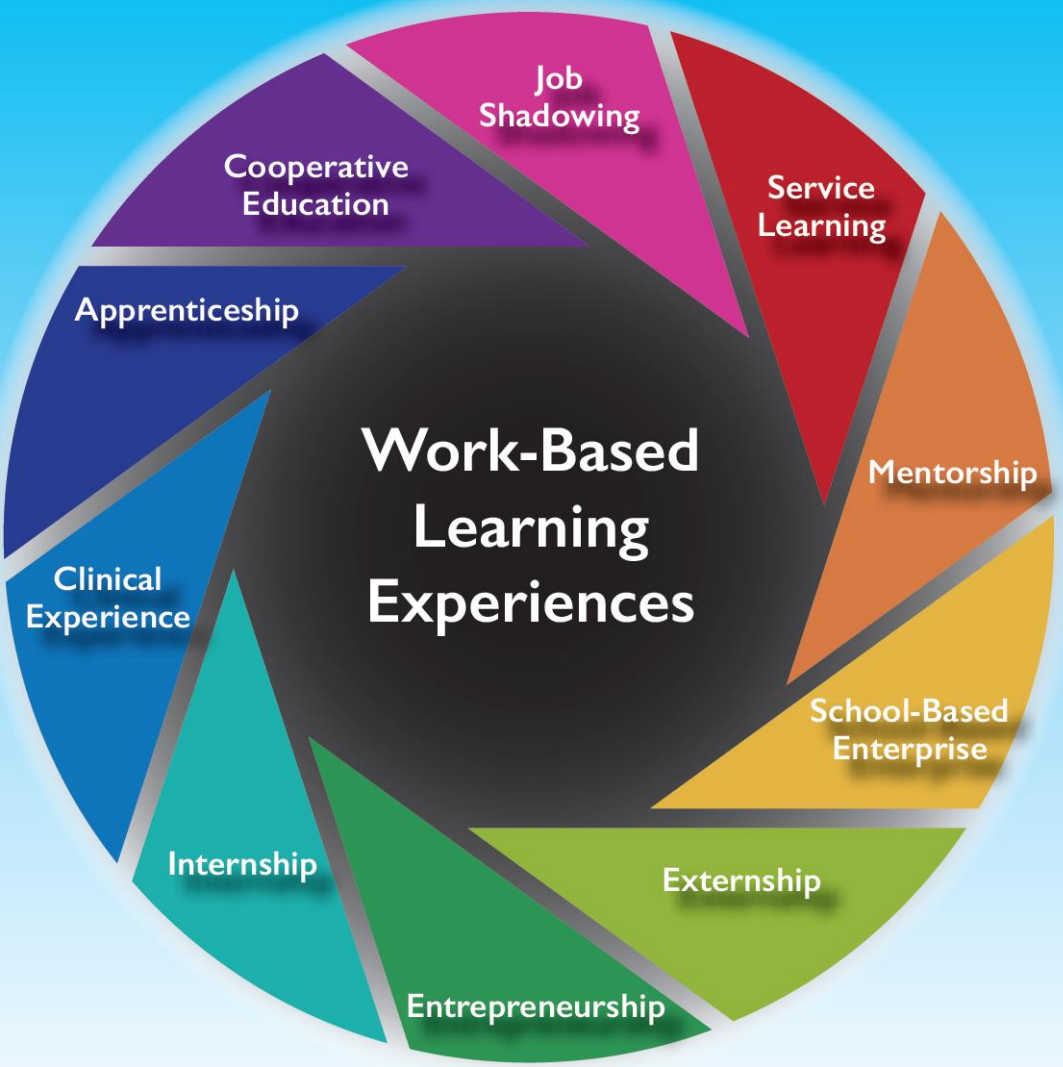 Work-Based
Learning
Experiences
Job
Shadowing
Service
Learning
Mentorship
School-Based
Enterprise
Externship
Entrepreneurship
Internship
Clinical
Experience
Apprenticeship
Cooperative
Education